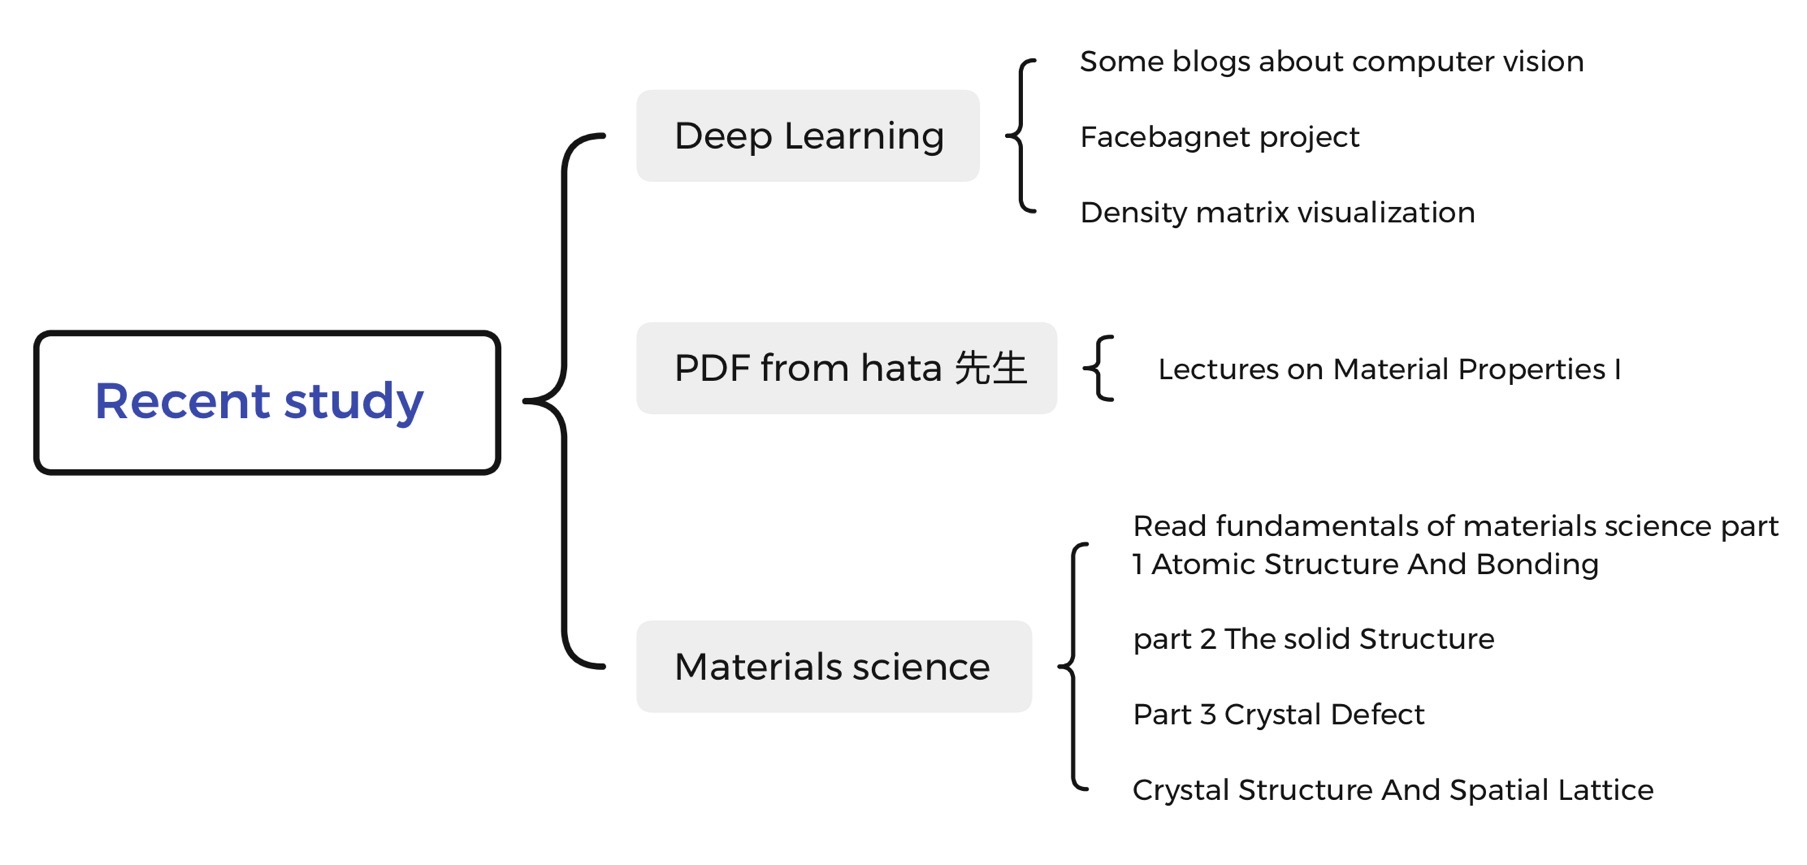 Recent study
Deep Learning
Some blogs about computer vision
Facebagnet project
Density matrix visualization
PDF from hata 先生
Lectures on Material Properties I
Materials science
Read fundamentals of materials science part
1 Atomic Structure And Bonding
part 2 The solid Structure
Part 3 Crystal Defect
Crystal Structure And Spatial Lattice